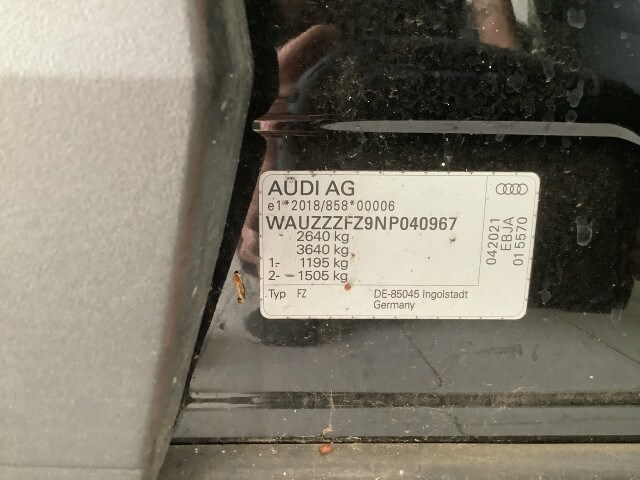 AUDI AG
e1*2018/858*00006
WAUZZZFZ9NP040967
- 2640 kg
3640 kg
1- 1195 kg
2- 1505 kg
Typ FZ
DE-85045 Ingolstadt
Germany
042021
EBJA
01 5570